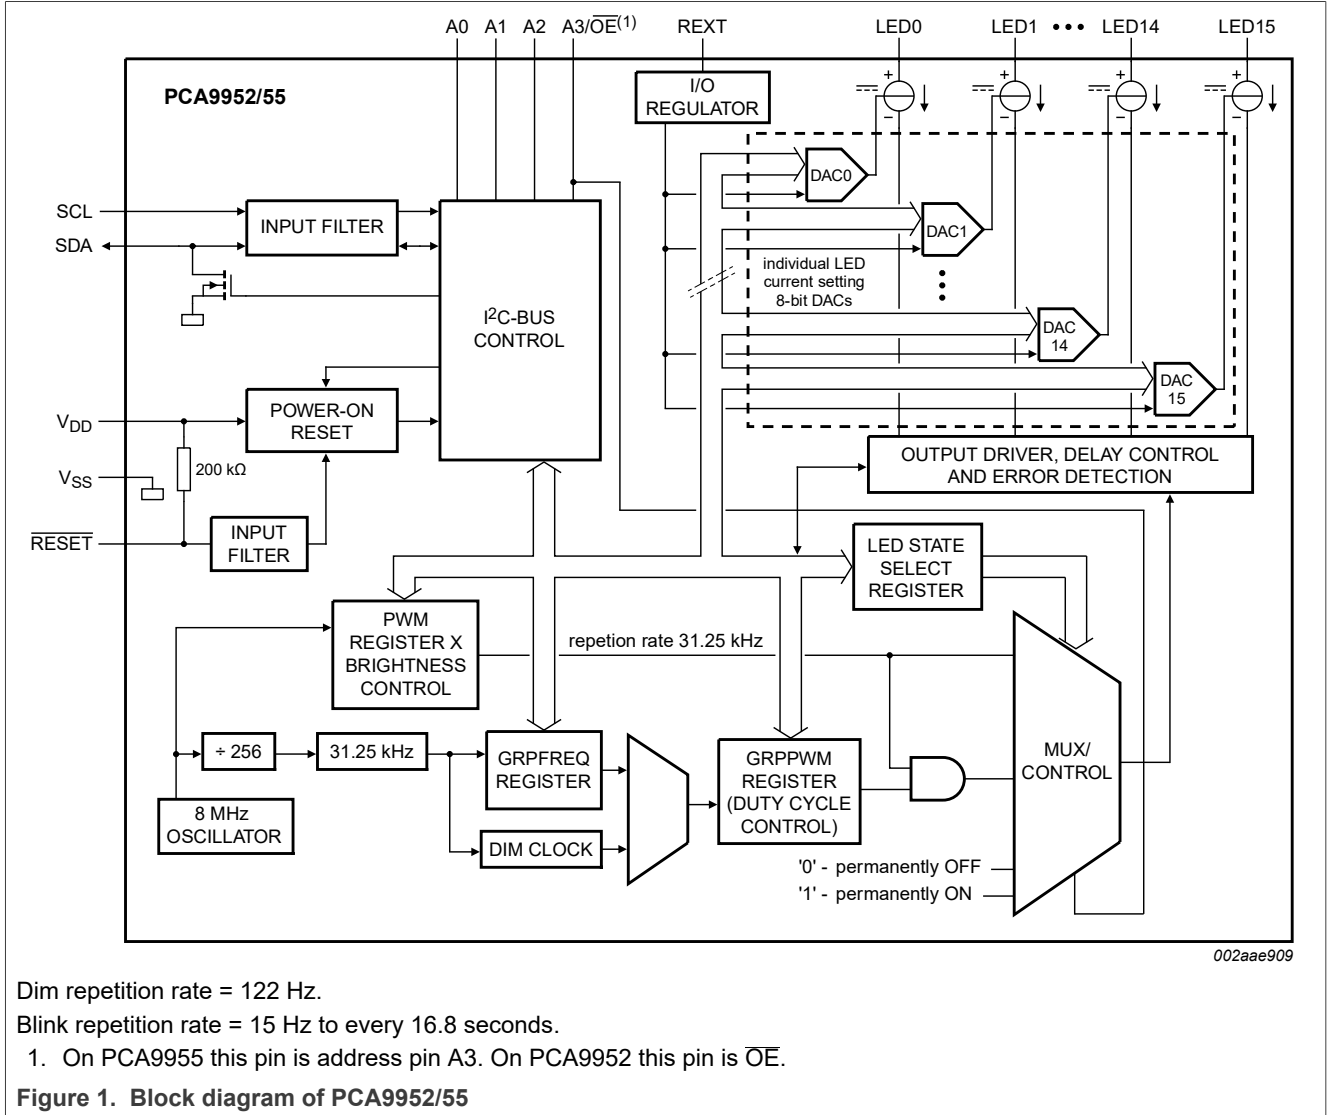 A0 A1 A2 A3/OE(1) REXT LED0 LED1 ••• LED14 LED15
PCA9952/55
I/O
REGULATOR
+ + + +
− − − −
DAC0
SCL
INPUT FILTER
SDA
DAC1
individual LED
current setting
8-bit DACs
I2C-BUS
CONTROL
DAC
14
DAC
15
POWER-ON
RESET
VDD
200 kΩ
VSS
OUTPUT DRIVER, DELAY CONTROL
AND ERROR DETECTION
RESET
INPUT
FILTER
LED STATE
SELECT
REGISTER
PWM
REGISTER X
BRIGHTNESS
CONTROL
repetion rate 31.25 kHz
÷ 256
31.25 kHz
GRPFREQ
REGISTER
GRPPWM
REGISTER
(DUTY CYCLE
CONTROL)
MUX/
CONTROL
8 MHz
OSCILLATOR
DIM CLOCK
'0' - permanently OFF
'1' - permanently ON
002aae909
Dim repetition rate = 122 Hz.
Blink repetition rate = 15 Hz to every 16.8 seconds.
1. On PCA9955 this pin is address pin A3. On PCA9952 this pin is OE.
Figure 1. Block diagram of PCA9952/55